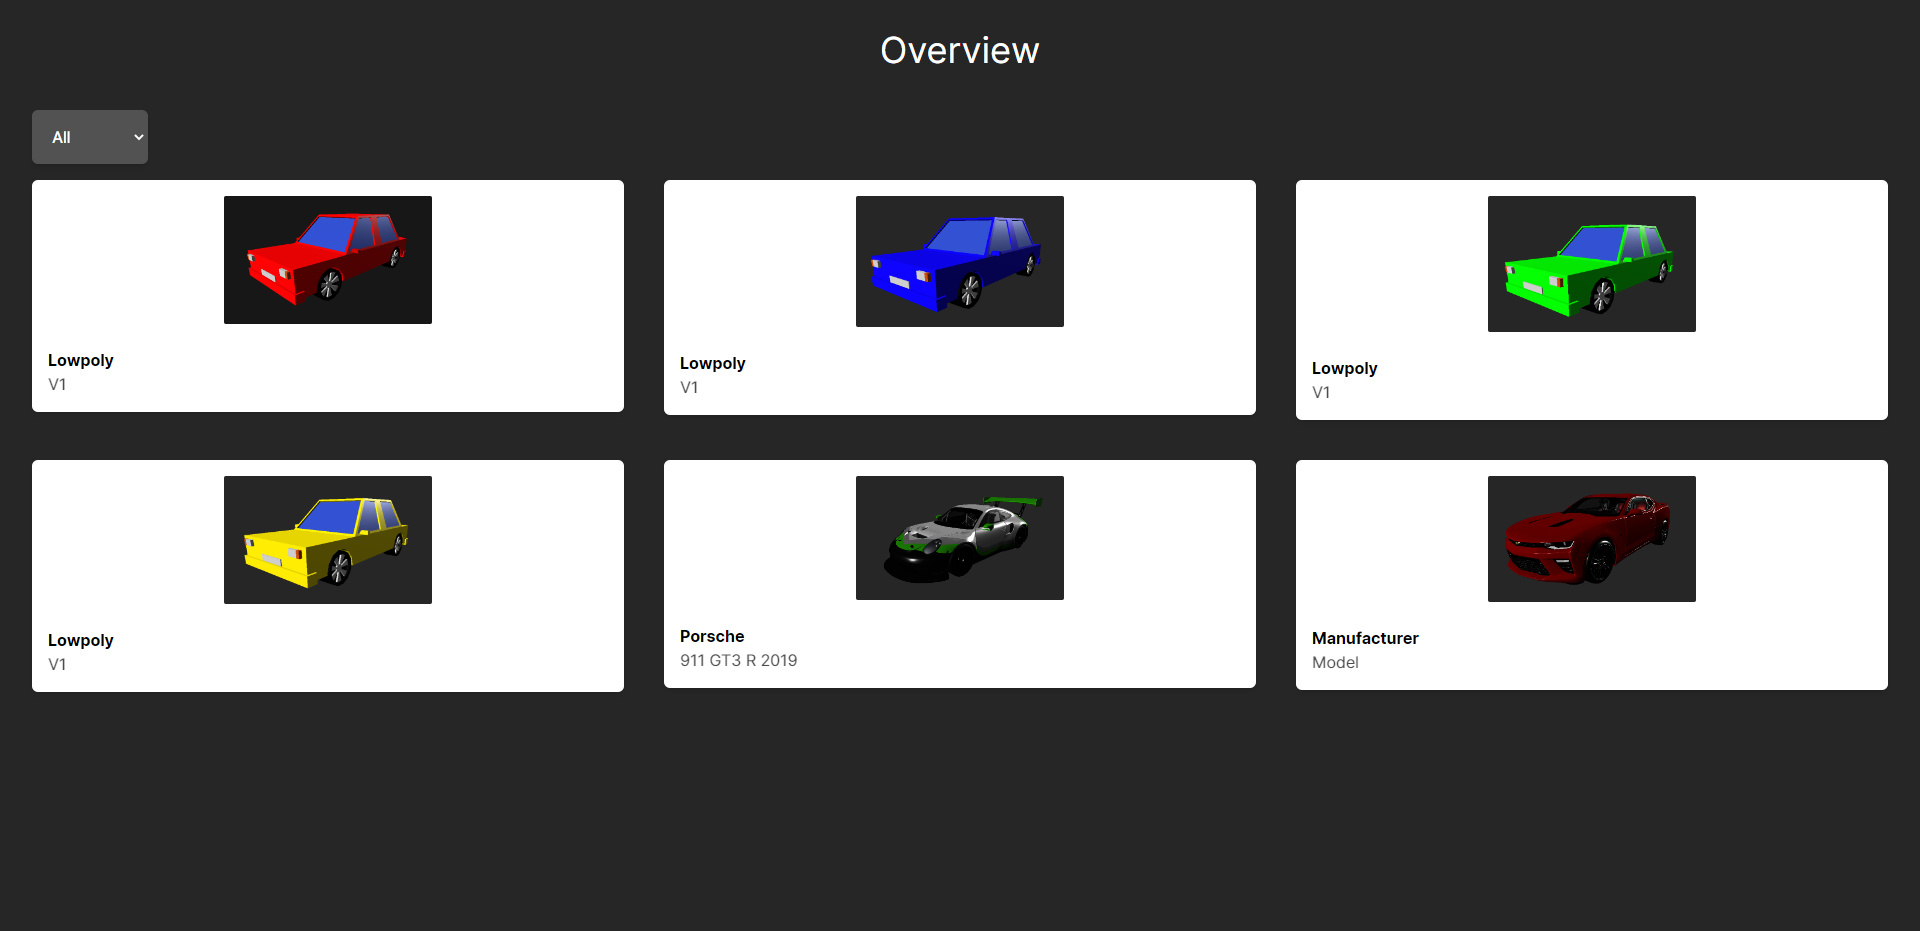 Overview
All
Lowpoly
V1
Lowpoly
V1
Lowpoly
V1
Lowpoly
V1
Porsche
911 GT3 R 2019
Manufacturer
Model